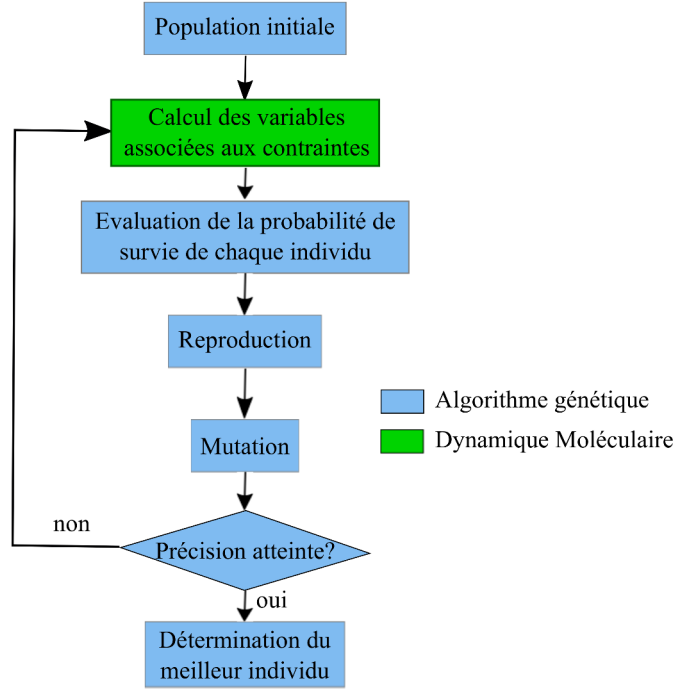 Population initiale
Calcul des variables
associées aux contraintes
Evaluation de la probabilité de
survie de chaque individu
Reproduction
Algorithme génétique
Mutation
Dynamique Moléculaire
non
Précision atteinte?
oui
Détermination du
meilleur individu